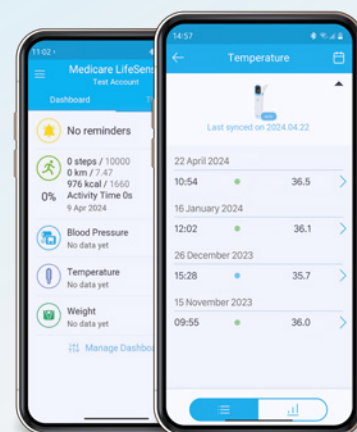 11:02
Medicare LifeSens
Test Account
Dashboard
No reminders
0 steps / 10000
0 km / 7.47
976 kcal / 1660
0% Activity Time 0s
9 Apr 2024
Blood Pressure
No data yet
Temperature
No data yet
Weight
No data yet
Manage Dashboa
14:57
Temperature
Last synced on 2024.04.22
22 April 2024
10:54 36.5
16 January 2024
12:02 36.1
26 December 2023
15:28 35.7
15 November 2023
09:55 36.0